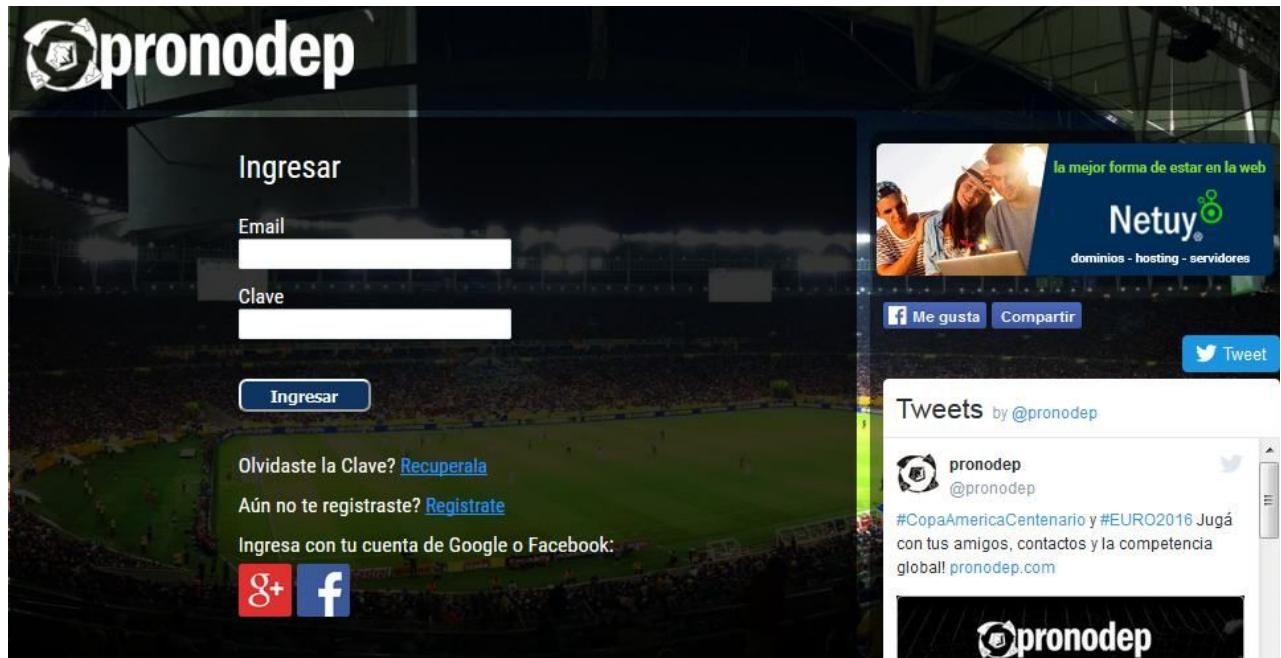 pronodep
Ingresar
Email
Clave
Ingresar
Olvidaste la Clave? Recuperala
Aún no te registraste? Registrate
Ingresa con tu cuenta de Google o Facebook:
g+ f
la mejor forma de estar en la web
Netuy®
dominios - hosting - servidores
f Me gusta Compartir
Tweet
Tweets by @pronodep
pronodep
@pronodep
#CopaAmericaCentenario y #EURO2016 Jugá
con tus amigos, contactos y la competencia
global! pronodep.com
pronodep